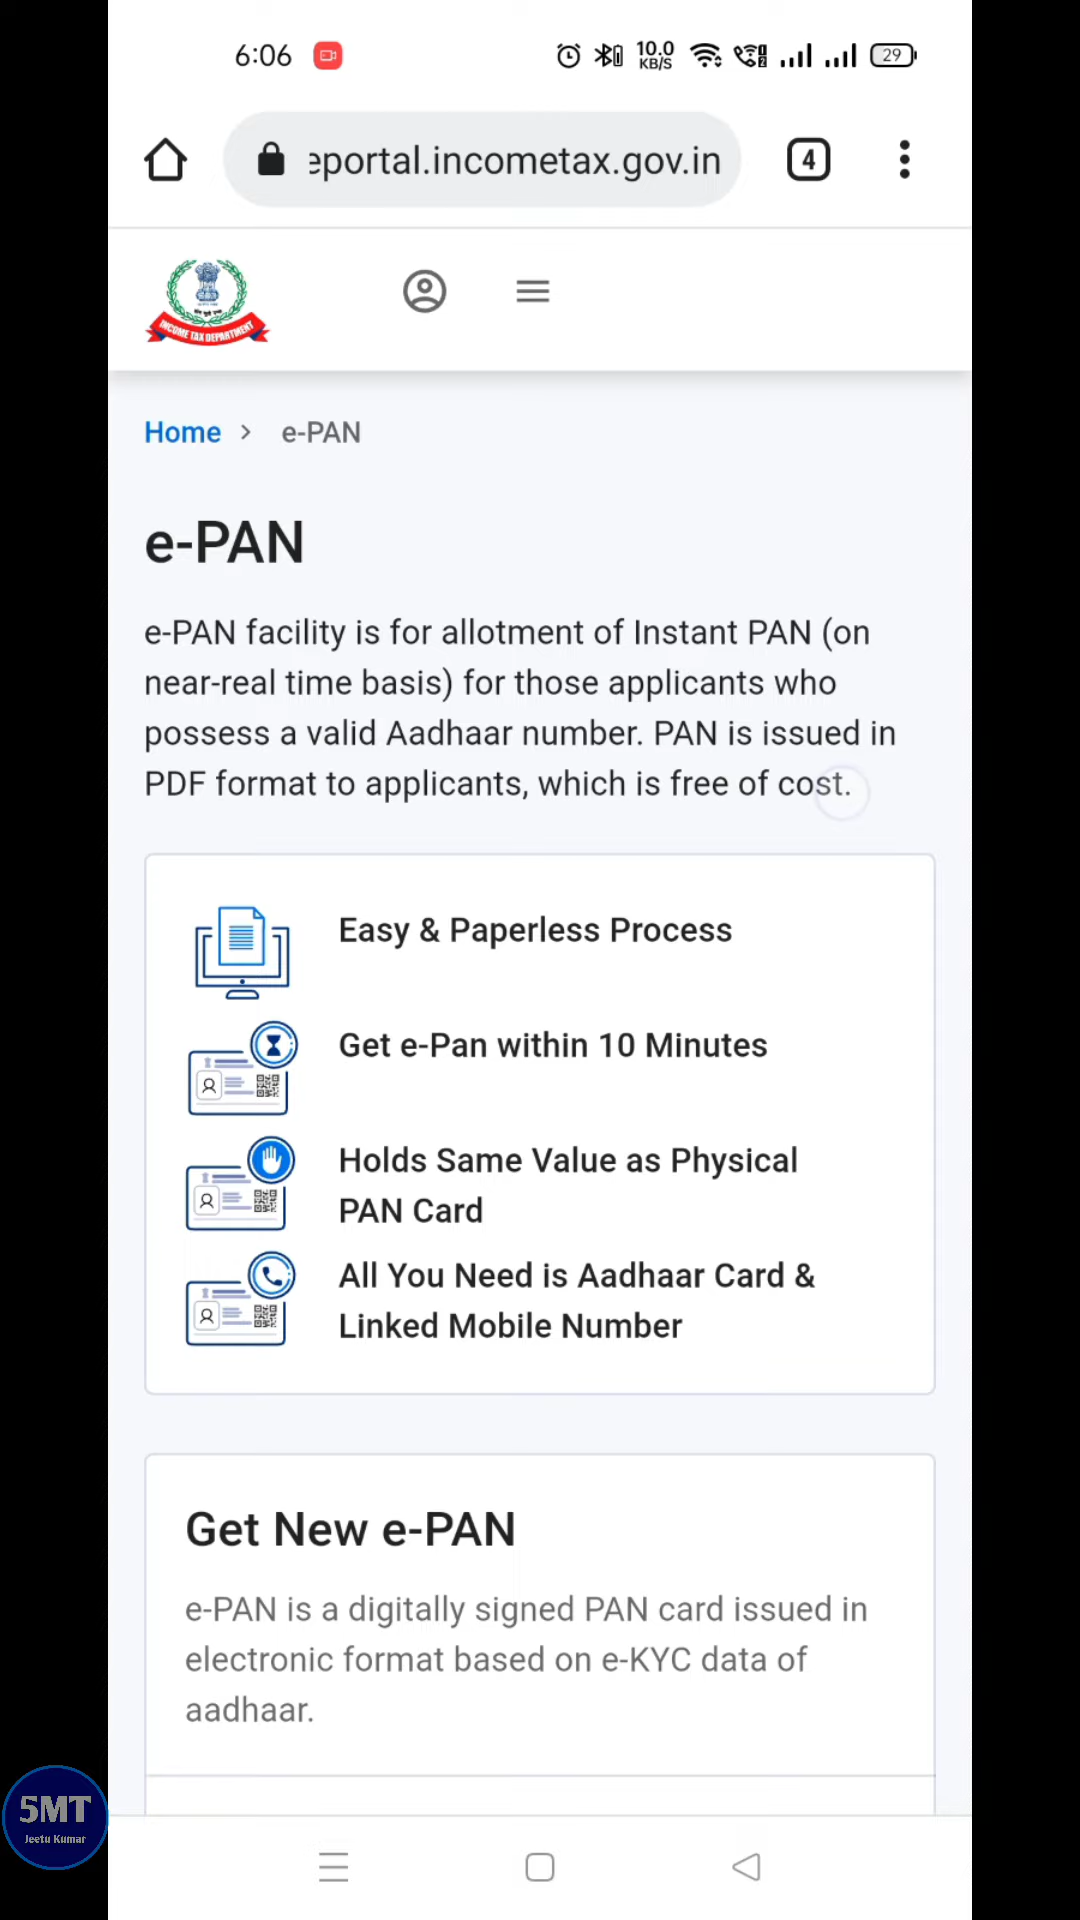 6:06
10.0
KB/S
29
eportal.incometax.gov.in
4
INCOME TAX DEPARTMENT
Home > e-PAN
e-PAN
e-PAN facility is for allotment of Instant PAN (on
near-real time basis) for those applicants who
possess a valid Aadhaar number. PAN is issued in
PDF format to applicants, which is free of cost.
Easy & Paperless Process
Get e-Pan within 10 Minutes
Holds Same Value as Physical
PAN Card
All You Need is Aadhaar Card &
Linked Mobile Number
Get New e-PAN
e-PAN is a digitally signed PAN card issued in
electronic format based on e-KYC data of
aadhaar.
5MT
Jeetu Kumar